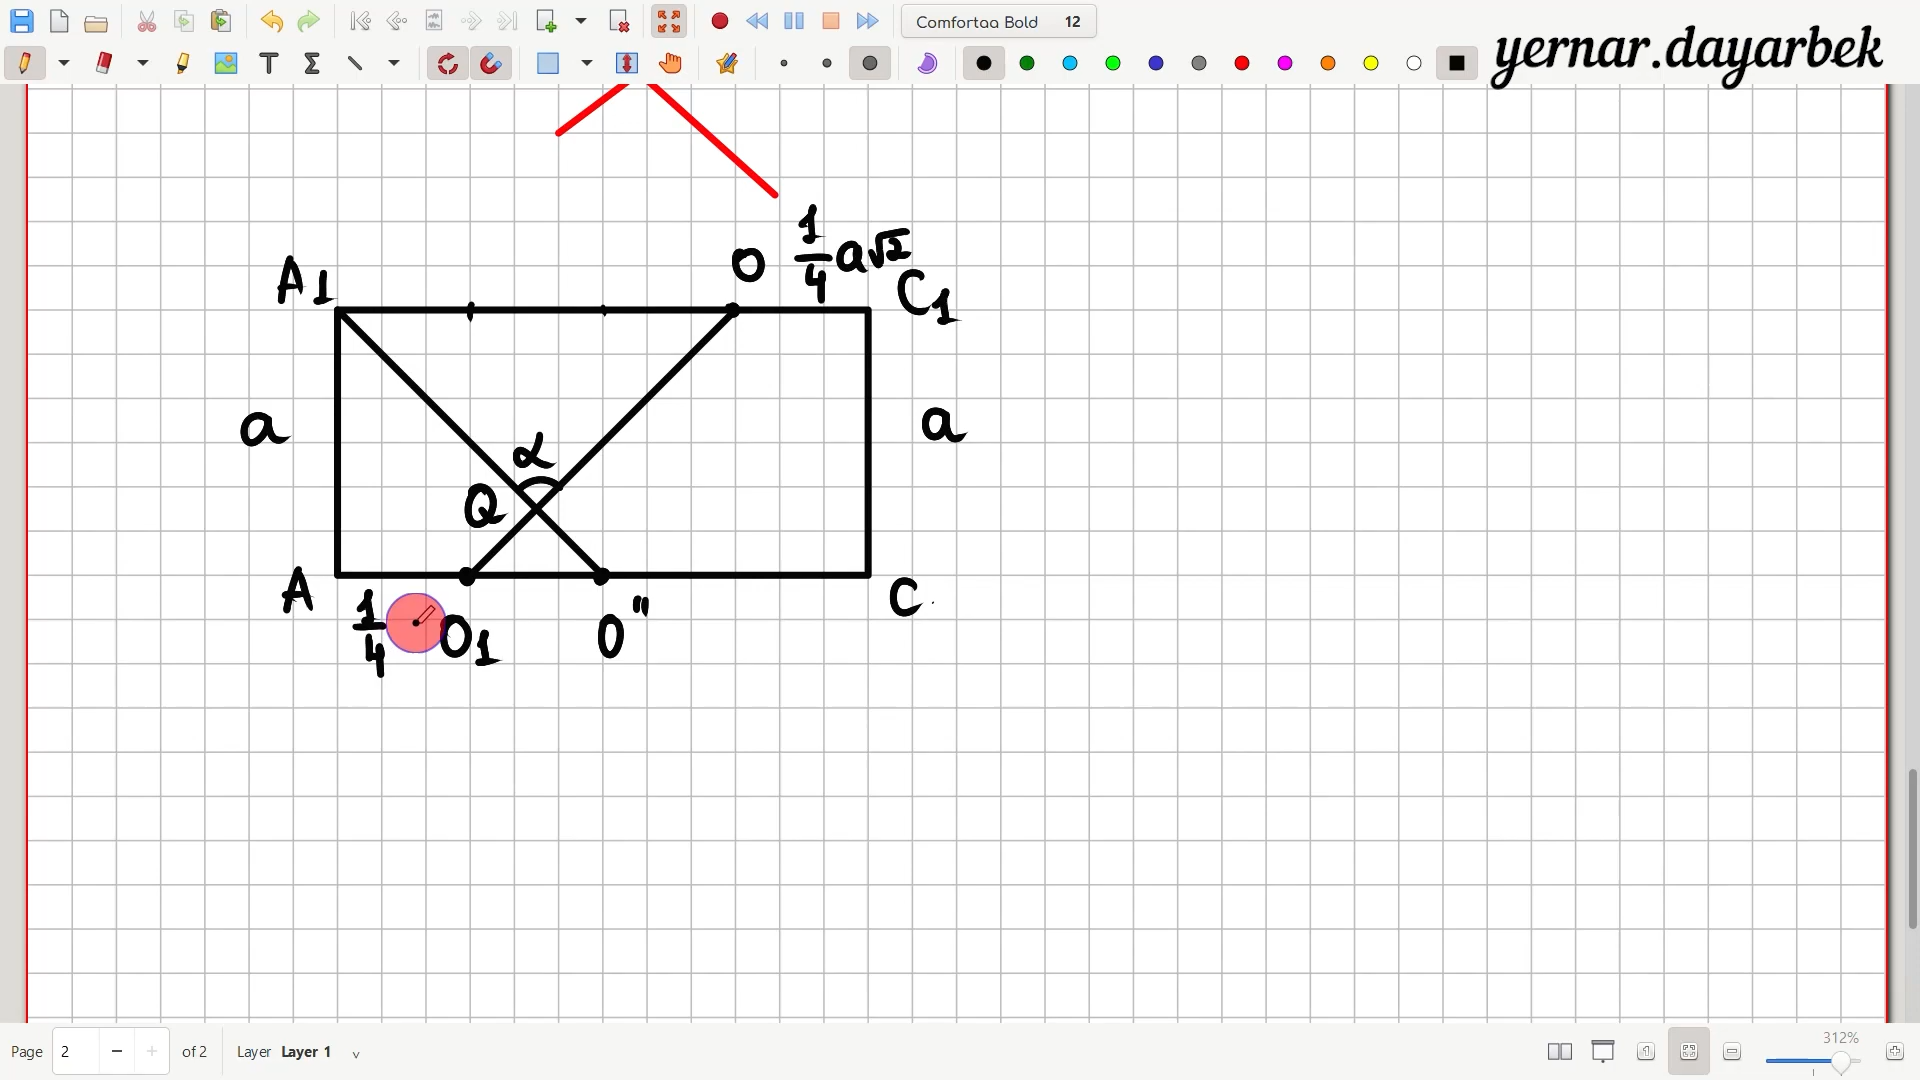 Comfortaa Bold 12
yernar.dayarbek
A1
O
1/4 a√2
C1
a
a
α
Q
A
1/4
O1
O"
C
Page 2 of 2 Layer Layer 1
312%